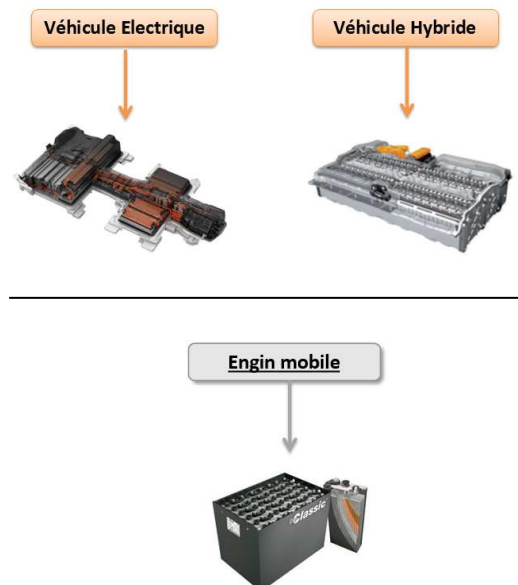 Véhicule Electrique
Véhicule Hybride
Engin mobile
Classic